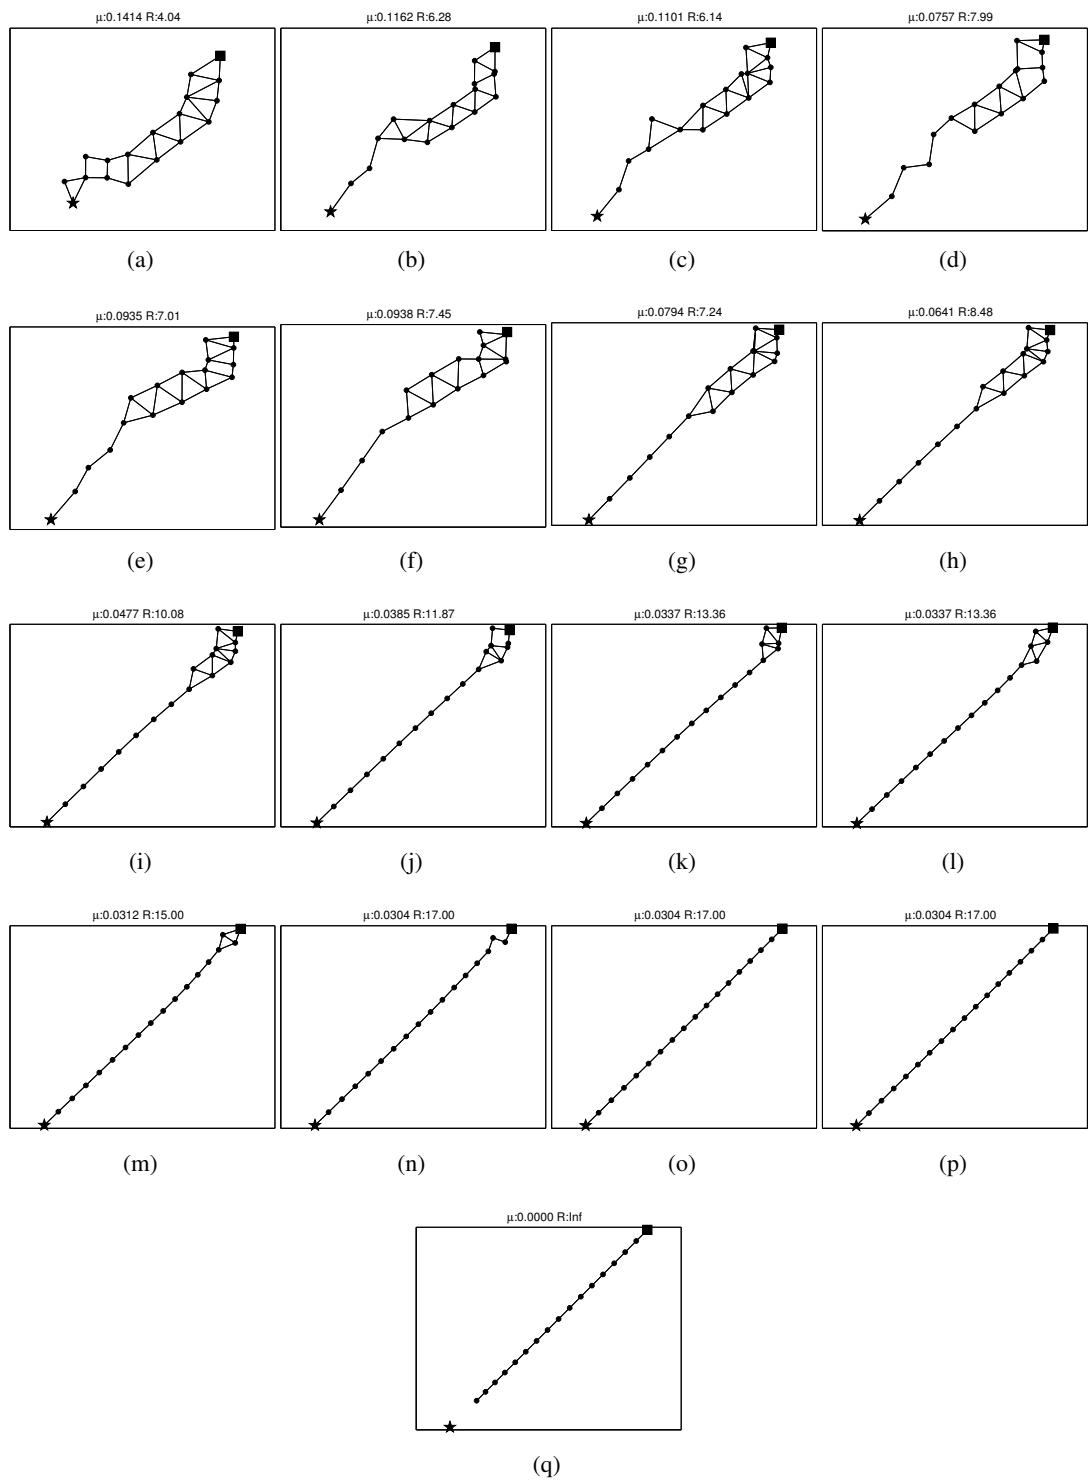 μ:0.1414 R:4.04
μ:0.1162 R:6.28
μ:0.1101 R:6.14
μ:0.0757 R:7.99
(a)
(b)
(c)
(d)
μ:0.0935 R:7.01
μ:0.0938 R:7.45
μ:0.0794 R:7.24
μ:0.0641 R:8.48
(e)
(f)
(g)
(h)
μ:0.0477 R:10.08
μ:0.0385 R:11.87
μ:0.0337 R:13.36
μ:0.0337 R:13.36
(i)
(j)
(k)
(l)
μ:0.0312 R:15.00
μ:0.0304 R:17.00
μ:0.0304 R:17.00
μ:0.0304 R:17.00
(m)
(n)
(o)
(p)
μ:0.0000 R:Inf
(q)